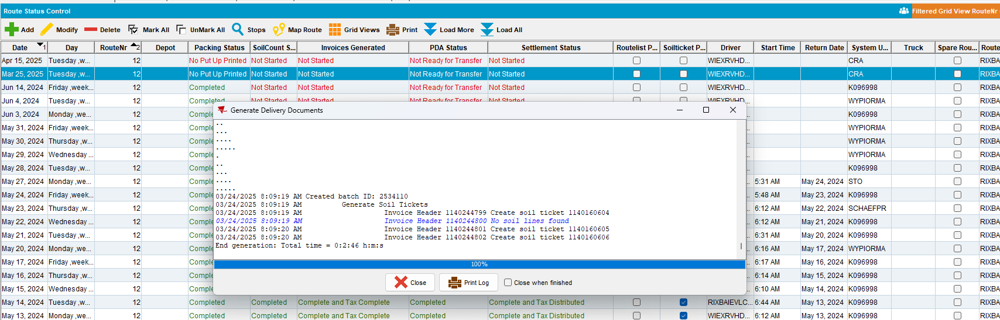 Route Status Control Filtered Grid View RouteNr
Add Modify Delete Mark All UnMark All Stops Map Route Grid Views Print Load More Load All
Date 1 Day RouteNr 2 Depot Packing Status SoilCount S... Invoices Generated PDA Status Settlement Status Routelist P... Soilticket P... Driver Start Time Return Date System U... Truck Spare Rou... Route
Apr 15, 2025 Tuesday ,w... 12 No Put Up Printed Not Started Not Started Not Ready for Transfer Not Started WIEXRVHD... CRA RIXBA
Mar 25, 2025 Tuesday ,w... 12 No Put Up Printed Not Started Not Started Not Ready for Transfer Not Started WIEXRVHD... CRA RIXBA
Jun 14, 2024 Friday ,week... 12 Completed Not Started Not Started Not Ready for Transfer Not Started WIEXRVHD... K096998 RIXBA
Jun 4, 2024 Tuesday ,w... 12 Completed Not Started Not Started Not Ready for Transfer Not Started WIEXRVHD... WYPIORMA RIXBA
Jun 3, 2024 Monday ,we... 12 Comple K096998 RIXBA
May 31, 2024 Friday ,week... 12 Comple WYPIORMA RIXBA
May 30, 2024 Thursday ,w... 12 Comple WYPIORMA RIXBA
May 29, 2024 Wednesday ... 12 Comple WYPIORMA RIXBA
May 28, 2024 Tuesday ,w... 12 Comple K096998 RIXBA
May 27, 2024 Monday ,we... 12 Comple 5:31 AM May 24, 2024 STO RIXBA
May 24, 2024 Friday ,week... 12 Comple 5:48 AM May 23, 2024 K096998 RIXBA
May 23, 2024 Thursday ,w... 12 Comple 6:12 AM May 22, 2024 SCHAEFPR RIXBA
May 22, 2024 Wednesday ... 12 Comple 6:12 AM May 21, 2024 K096998 RIXBA
May 21, 2024 Tuesday ,w... 12 Comple 6:31 AM May 20, 2024 K096998 RIXBA
May 20, 2024 Monday ,we... 12 Comple 6:16 AM May 17, 2024 WYPIORMA RIXBA
May 17, 2024 Friday ,week... 12 Comple 6:17 AM May 16, 2024 K096998 RIXBA
May 16, 2024 Thursday ,w... 12 Comple 6:14 AM May 15, 2024 K096998 RIXBA
May 15, 2024 Wednesday ... 12 Comple 6:10 AM May 14, 2024 K096998 RIXBA
May 14, 2024 Tuesday ,w... 12 Completed Completed Complete and Tax Complete Completed Complete and Tax Distributed RIXBAIEVLC... 6:44 AM May 13, 2024 K096998 RIXBA
May 13, 2024 Monday ,we... 12 Completed Completed Complete and Tax Complete Completed Complete and Tax Distributed WIEXRVHD... 6:12 AM May 13, 2024 K096998 RIXBA
Generate Delivery Documents
..
...
....
.....
.
..
...
....
.....
03/24/2025 8:09:19 AM Created batch ID: 2534110
03/24/2025 8:09:19 AM Generate Soil Tickets
03/24/2025 8:09:19 AM Invoice Header 1140244799 Create soil ticket 1140160604
03/24/2025 8:09:19 AM Invoice Header 1140244800 No soil lines found
03/24/2025 8:09:20 AM Invoice Header 1140244801 Create soil ticket 1140160605
03/24/2025 8:09:20 AM Invoice Header 1140244802 Create soil ticket 1140160606
End generation: Total time = 0:2:46 h:m:s
100%
Close Print Log Close when finished